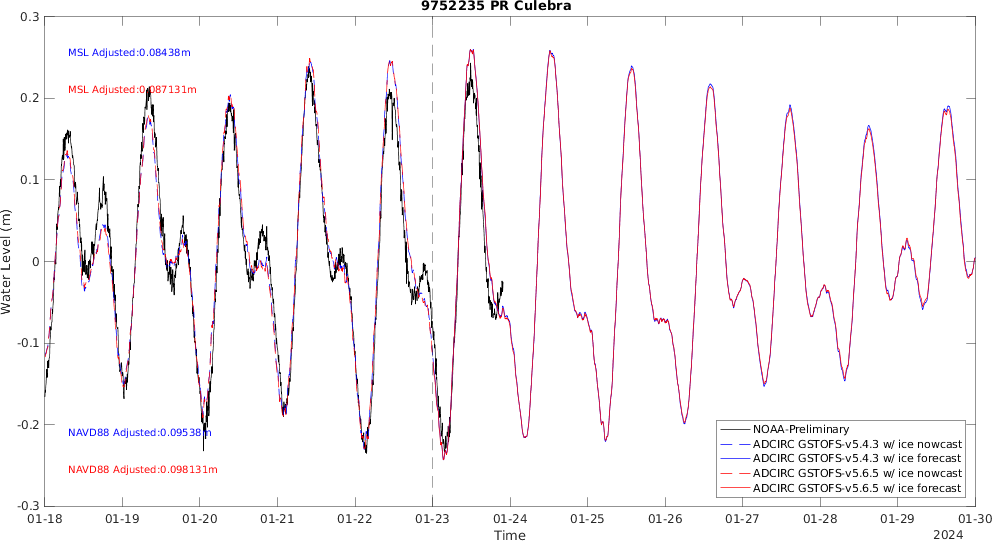 9752235 PR Culebra
0.3
0.2
0.1
0
-0.1
-0.2
-0.3
Water Level (m)
MSL Adjusted:0.08438m
MSL Adjusted:0.087131m
NAVD88 Adjusted:0.09538m
NAVD88 Adjusted:0.098131m
NOAA-Preliminary
ADCIRC GSTOFS-v5.4.3 w/ ice nowcast
ADCIRC GSTOFS-v5.4.3 w/ ice forecast
ADCIRC GSTOFS-v5.6.5 w/ ice nowcast
ADCIRC GSTOFS-v5.6.5 w/ ice forecast
01-18 01-19 01-20 01-21 01-22 01-23 01-24 01-25 01-26 01-27 01-28 01-29 01-30
Time
2024